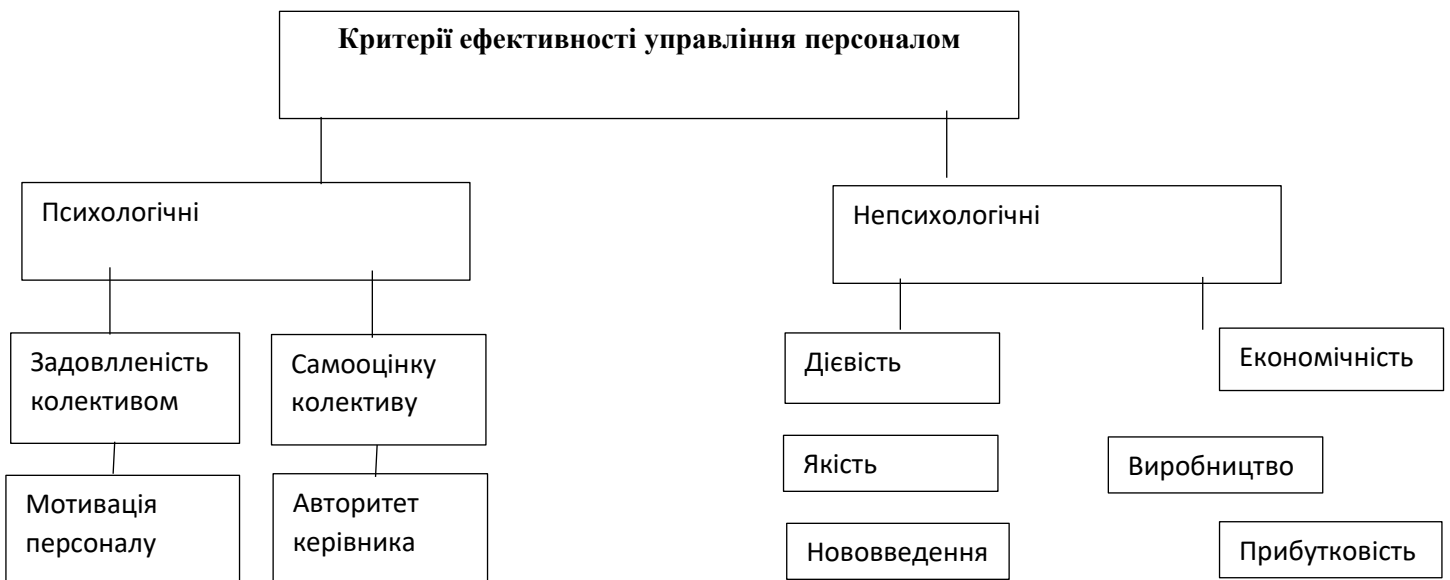 Критерії ефективності управління персоналом
Психологічні
Непсихологічні
Задовлленість
колективом
Самооцінку
колективу
Дієвість
Економічність
Мотивація
персоналу
Авторитет
керівника
Якість
Виробництво
Нововведення
Прибутковість